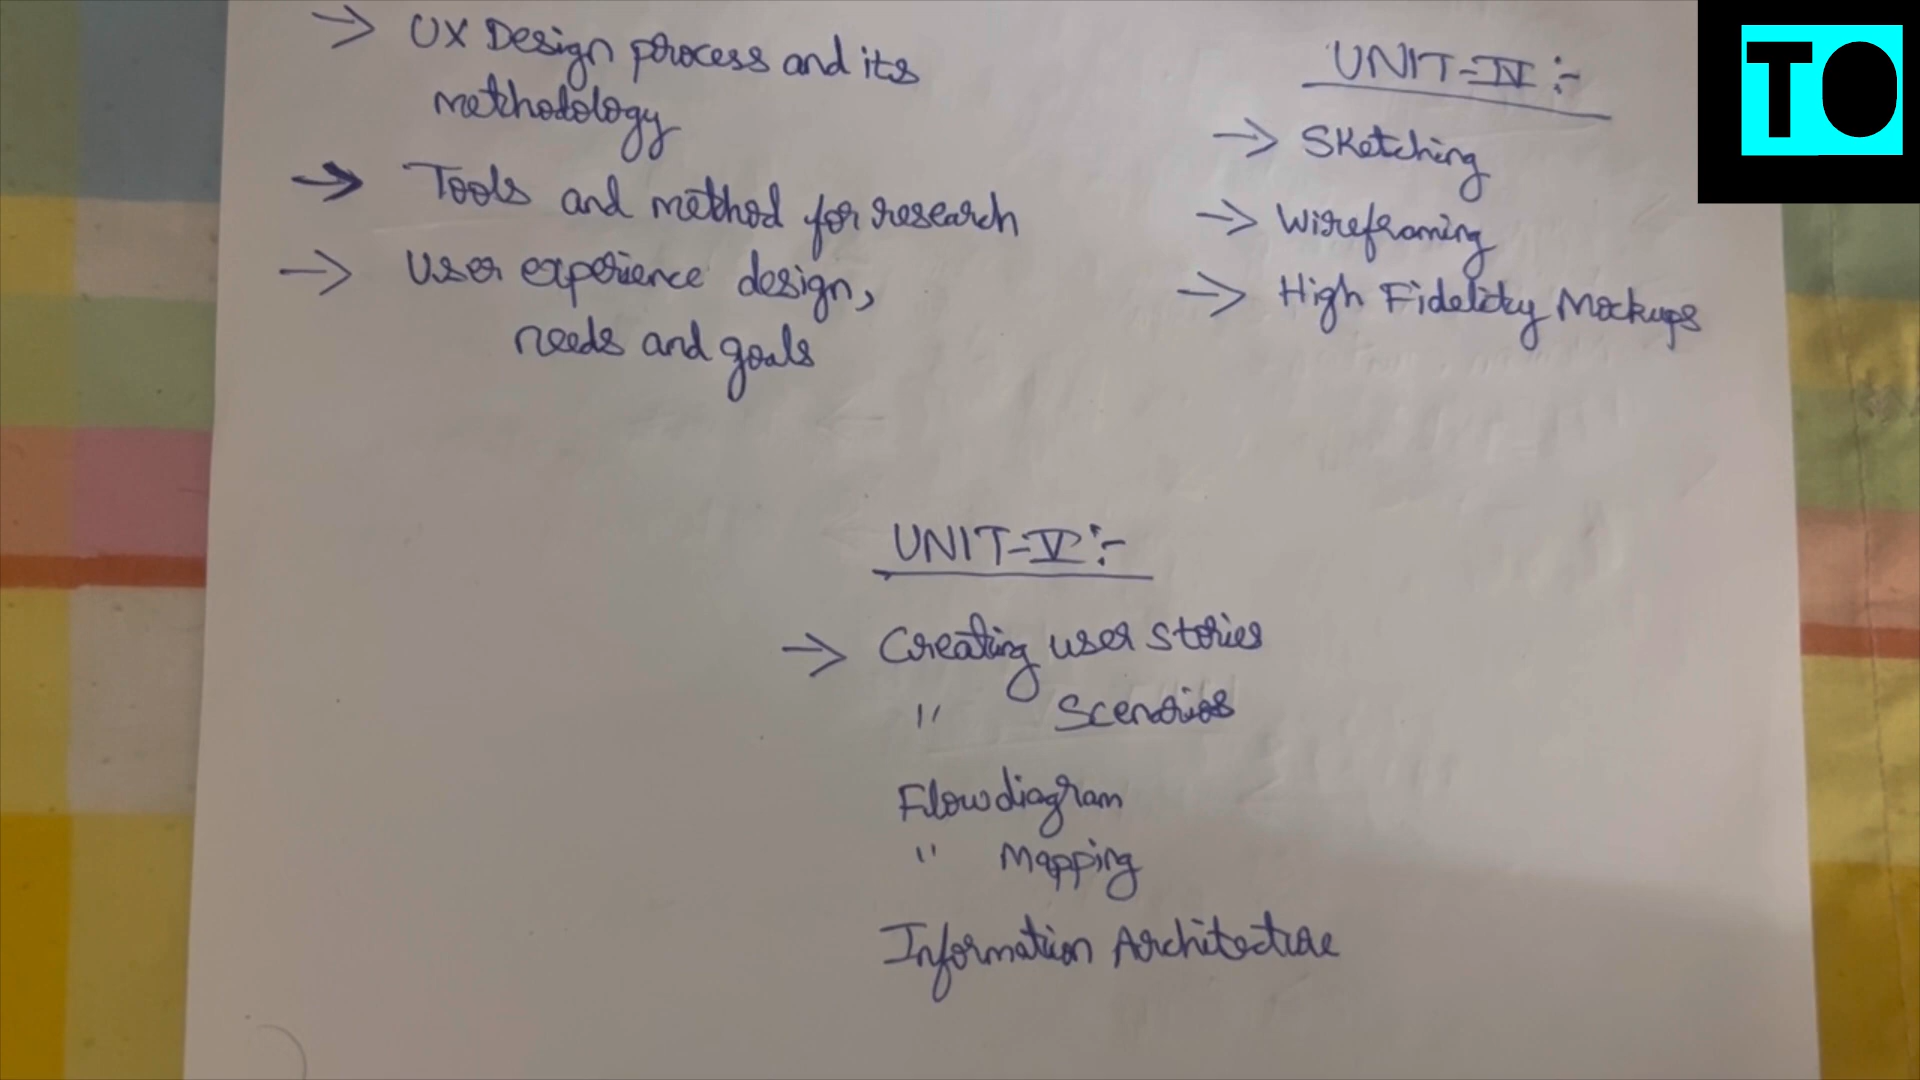 → UX Design process and its
methodology
→ Tools and method for research
→ User experience design,
needs and goals
UNIT-IV :-
→ Sketching
→ Wireframing
→ High Fidelity Mockups
UNIT-V :-
→ Creating user stories
" Scenarios
Flow diagram
" Mapping
Information Architecture
TO